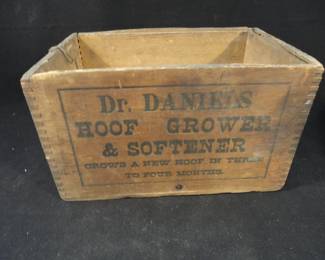 DR. DANIELS
HOOF GROWER
& SOFTENER
GROWS A NEW HOOF IN THREE
TO FOUR MONTHS.